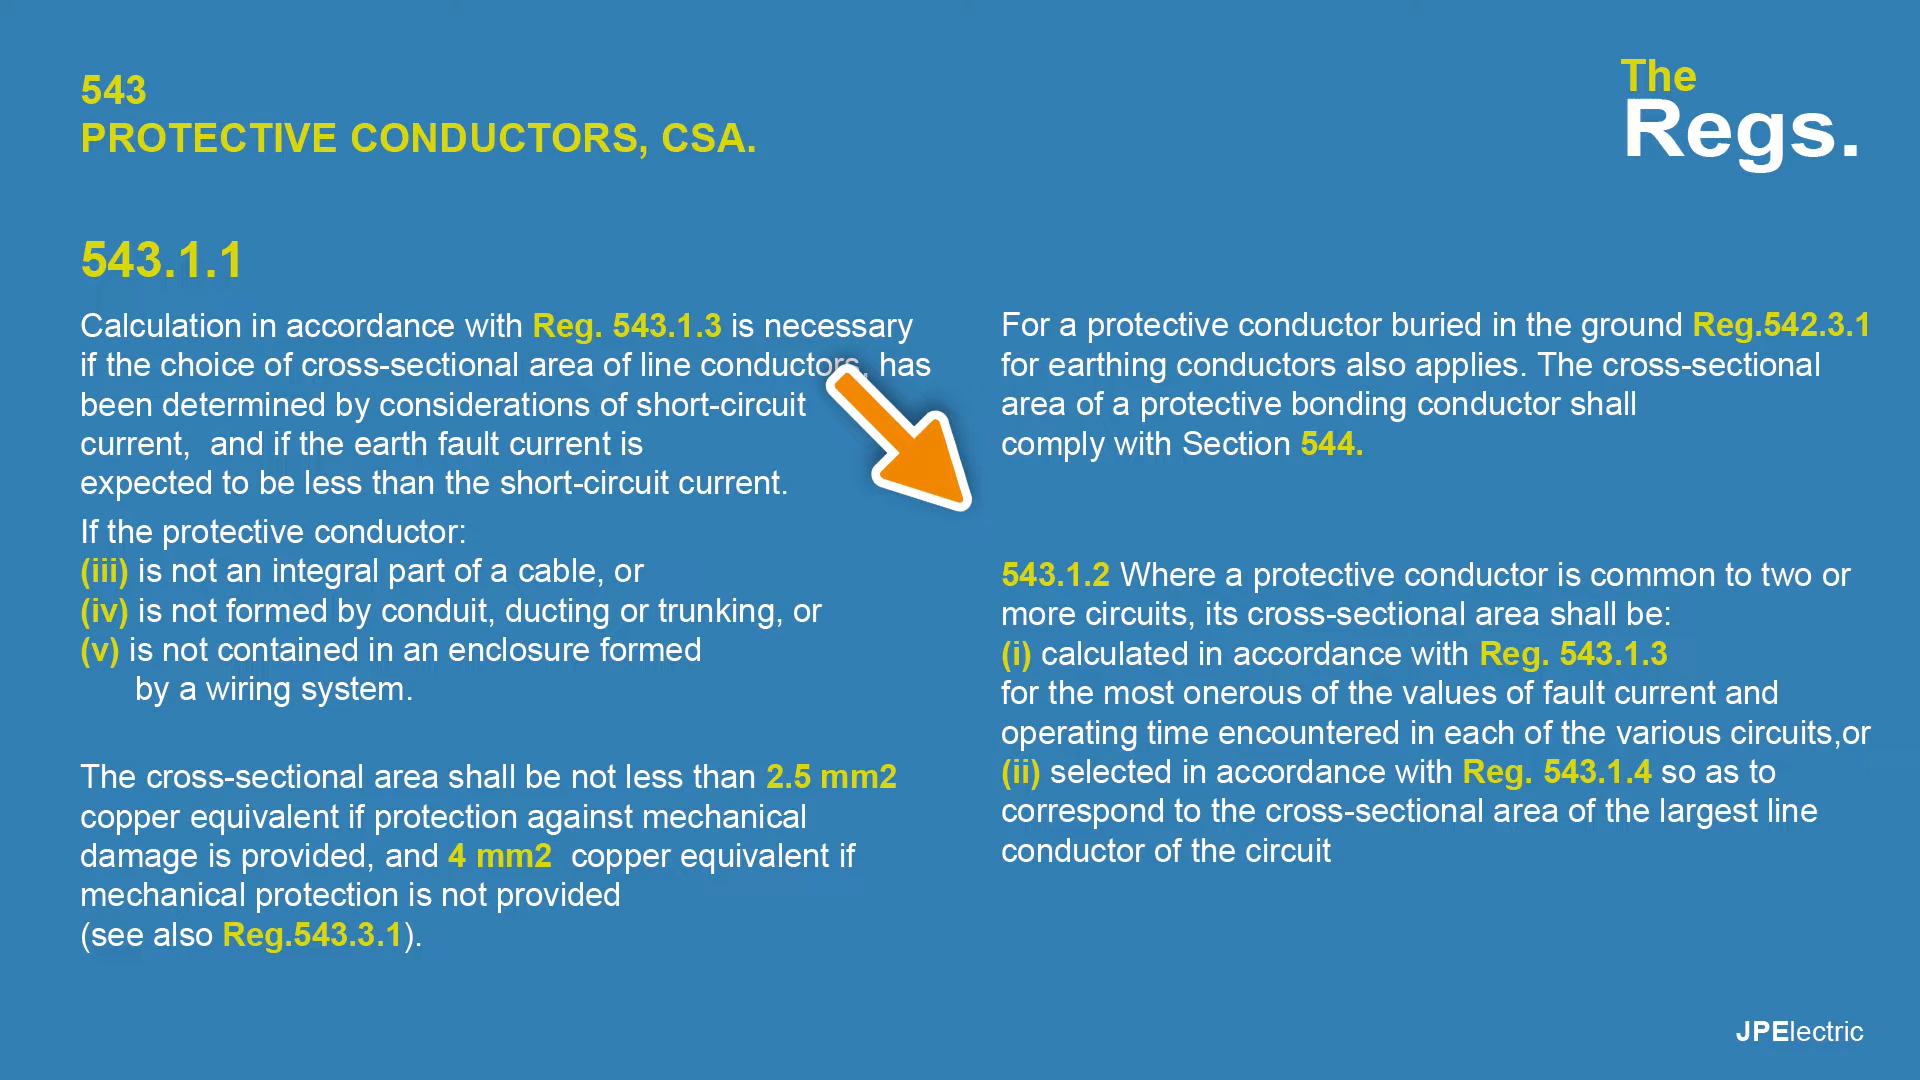 543
PROTECTIVE CONDUCTORS, CSA.
The
Regs.
543.1.1
Calculation in accordance with Reg. 543.1.3 is necessary
if the choice of cross-sectional area of line conductors, has
been determined by considerations of short-circuit
current,  and if the earth fault current is
expected to be less than the short-circuit current.
If the protective conductor:
(iii) is not an integral part of a cable, or
(iv) is not formed by conduit, ducting or trunking, or
(v) is not contained in an enclosure formed
by a wiring system.
The cross-sectional area shall be not less than 2.5 mm2
copper equivalent if protection against mechanical
damage is provided, and 4 mm2  copper equivalent if
mechanical protection is not provided
(see also Reg.543.3.1).
For a protective conductor buried in the ground Reg.542.3.1
for earthing conductors also applies. The cross-sectional
area of a protective bonding conductor shall
comply with Section 544.
543.1.2 Where a protective conductor is common to two or
more circuits, its cross-sectional area shall be:
(i) calculated in accordance with Reg. 543.1.3
for the most onerous of the values of fault current and
operating time encountered in each of the various circuits,or
(ii) selected in accordance with Reg. 543.1.4 so as to
correspond to the cross-sectional area of the largest line
conductor of the circuit
JPElectric